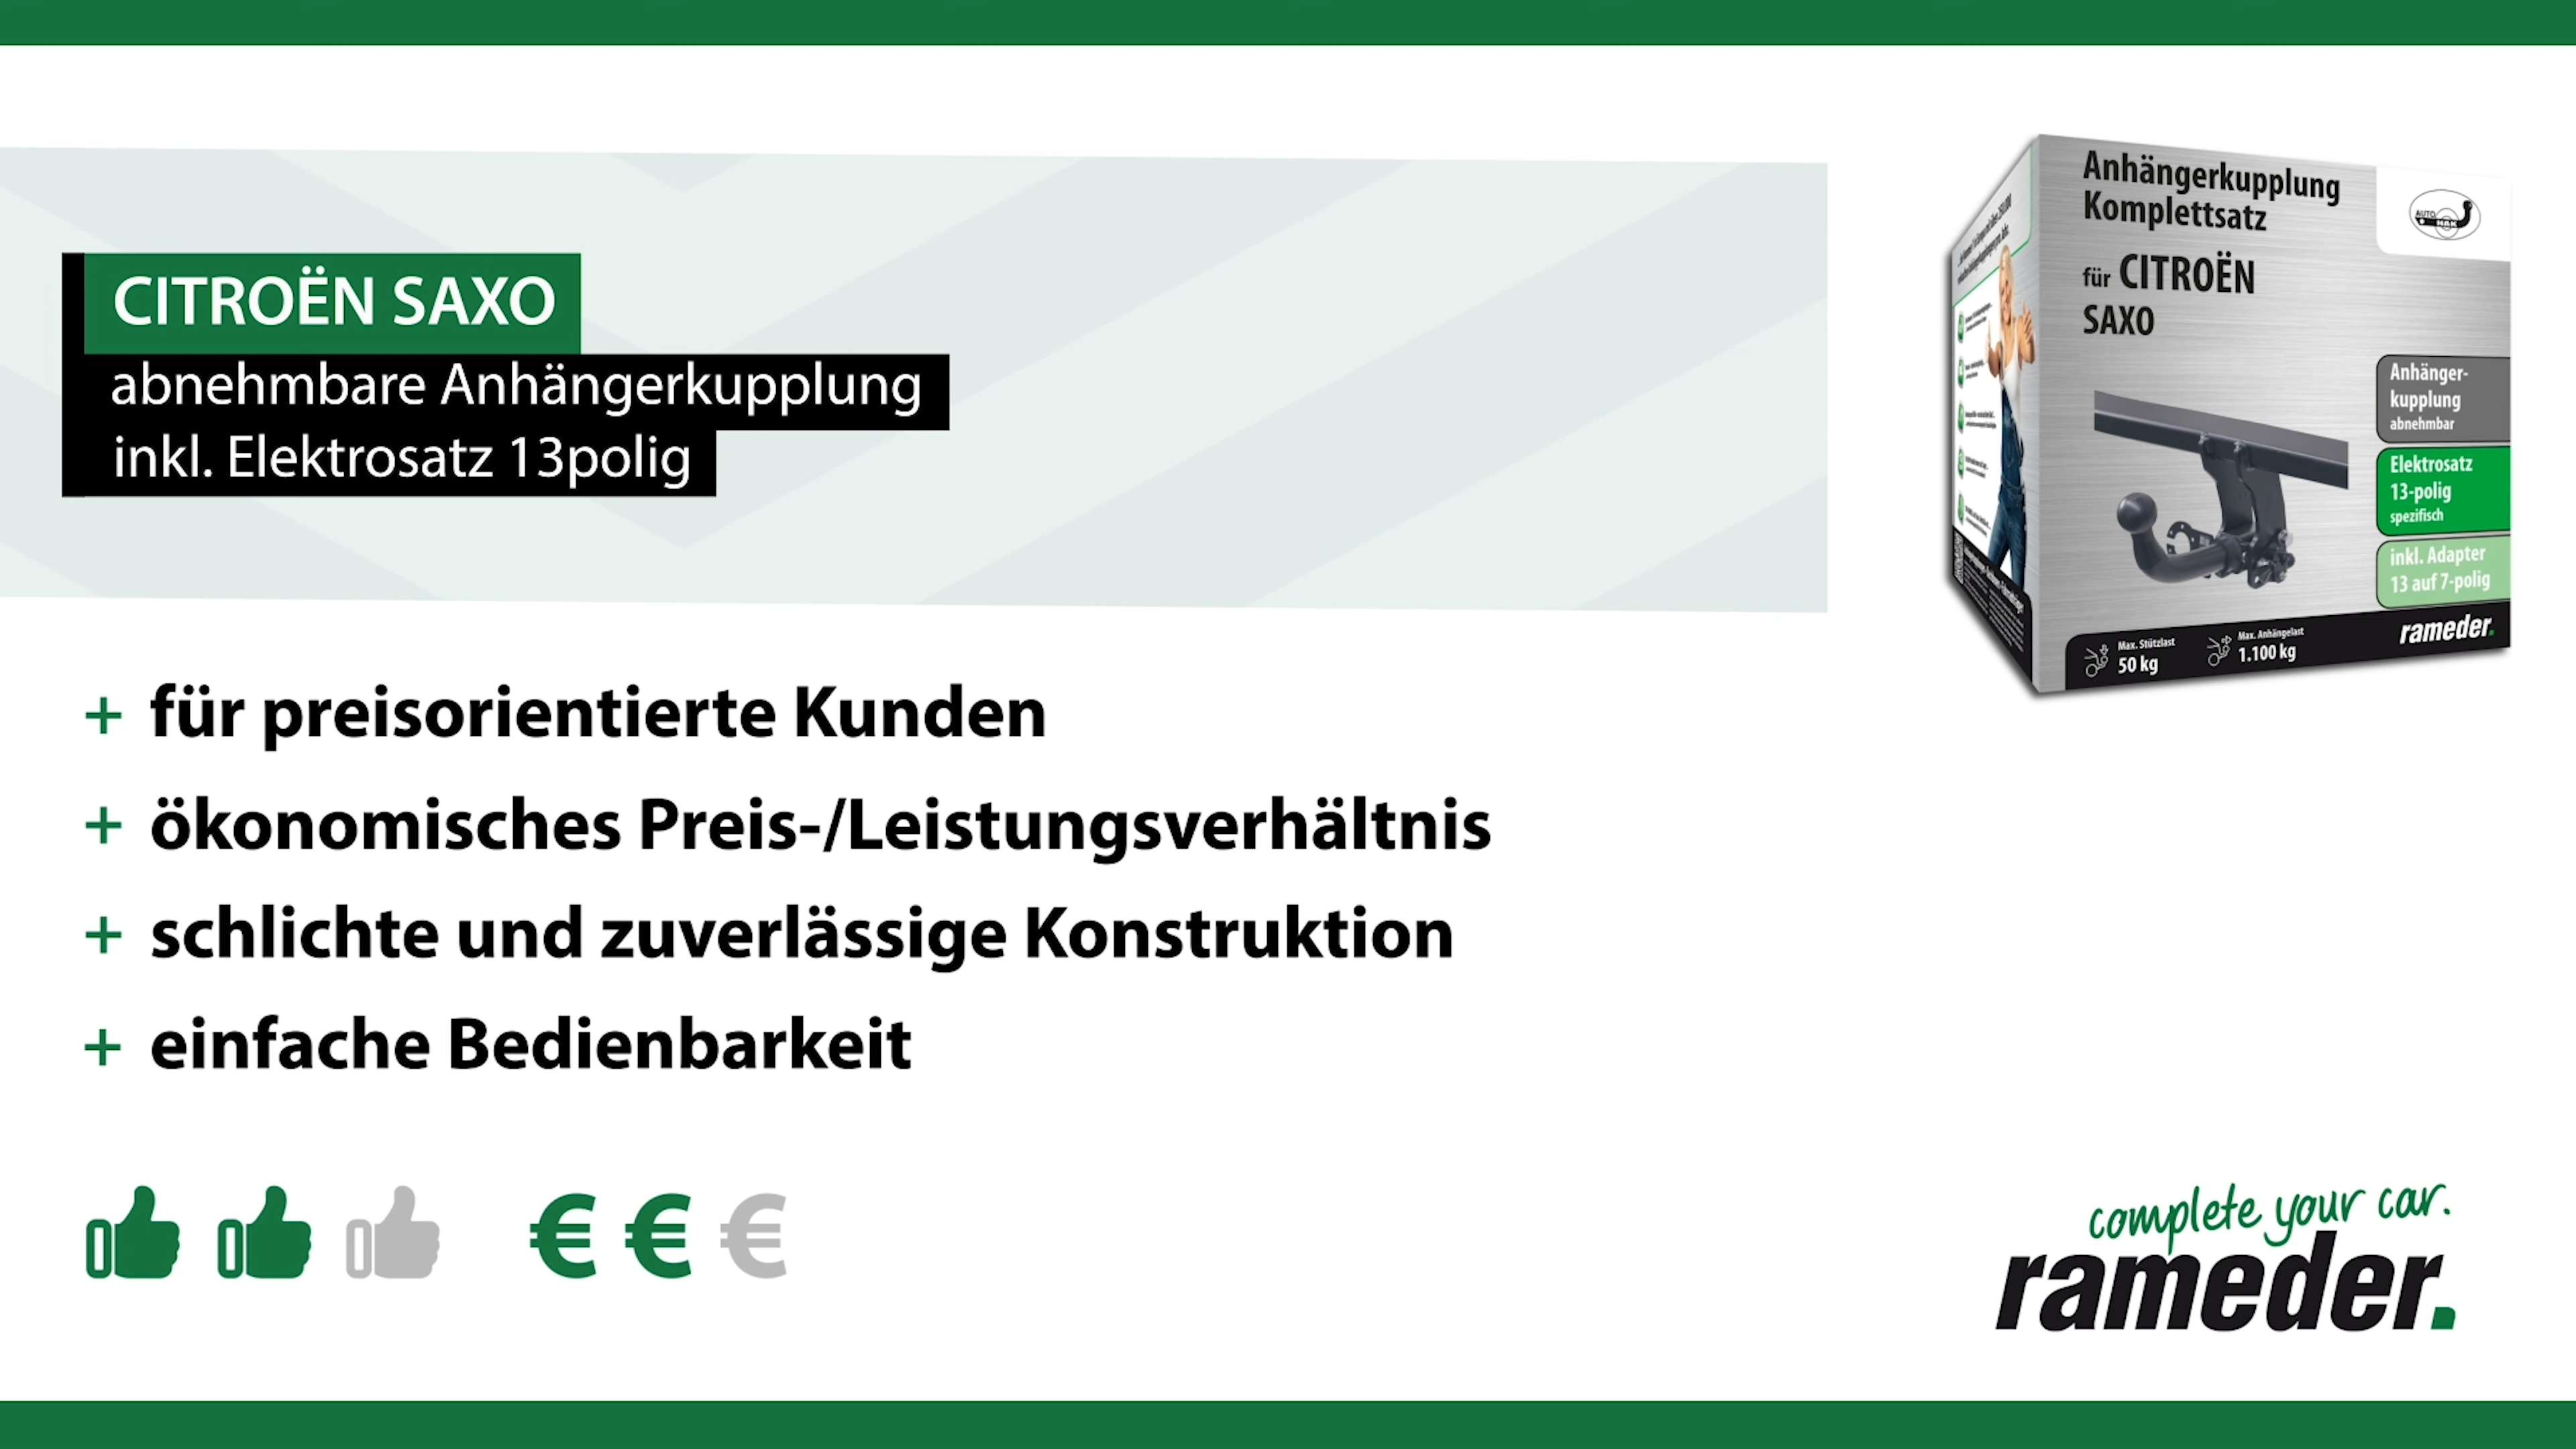 CITROËN SAXO
abnehmbare Anhängerkupplung
inkl. Elektrosatz 13polig
Anhängerkupplung
Komplettsatz
für CITROËN
SAXO
AUTO
HAK
Anhänger-
kupplung
abnehmbar
Elektrosatz
13-polig
spezifisch
inkl. Adapter
13 auf 7-polig
Max. Stützlast
50 kg
Max. Anhängelast
1.100 kg
rameder.
+ für preisorientierte Kunden
+ ökonomisches Preis-/Leistungsverhältnis
+ schlichte und zuverlässige Konstruktion
+ einfache Bedienbarkeit
€ € €
complete your car.
rameder.